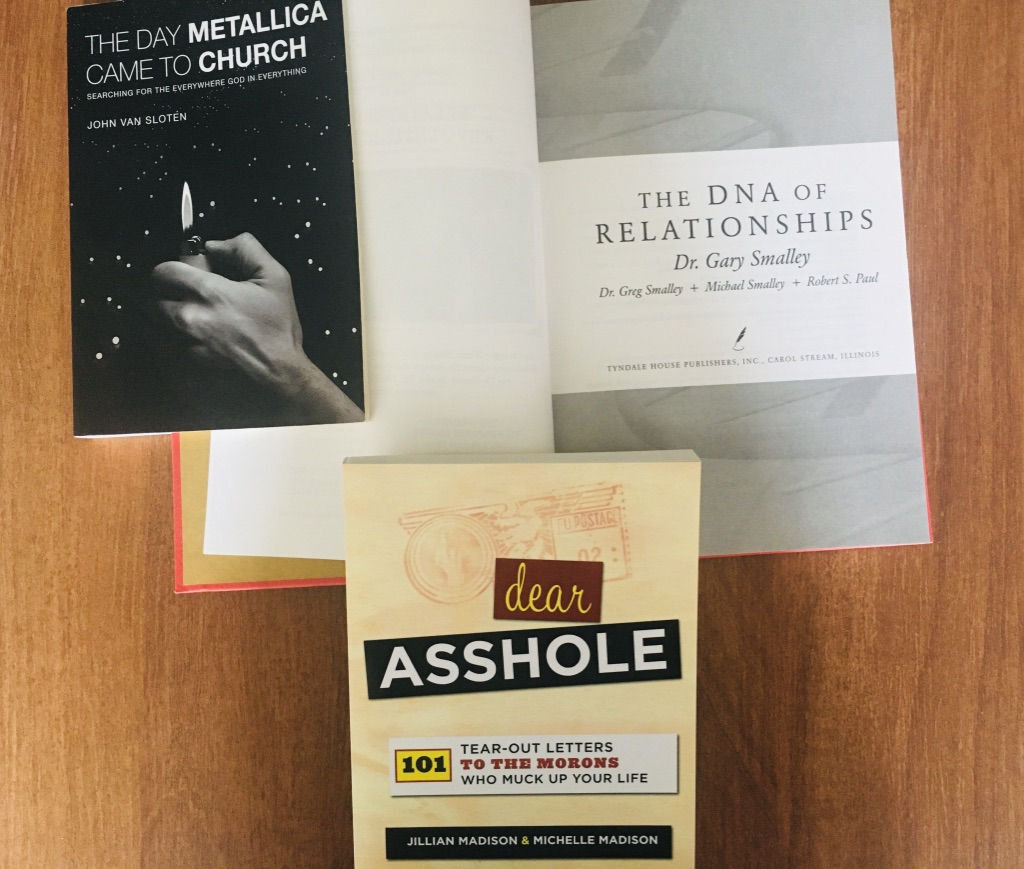 THE DAY METALLICA
CAME TO CHURCH
SEARCHING FOR THE EVERYWHERE GOD IN EVERYTHING
JOHN VAN SLOTEN
THE DNA OF
RELATIONSHIPS
Dr. Gary Smalley
Dr. Greg Smalley + Michael Smalley + Robert S. Paul
TYNDALE HOUSE PUBLISHERS, INC., CAROL STREAM, ILLINOIS
POSTAG
02
dear
ASSHOLE
101
TEAR-OUT LETTERS
TO THE MORONS
WHO MUCK UP YOUR LIFE
JILLIAN MADISON & MICHELLE MADISON